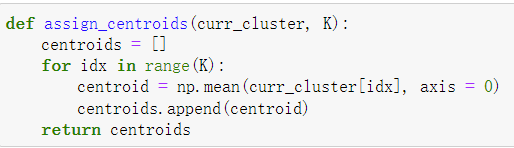 def assign_centroids(curr_cluster, K):
    centroids = []
    for idx in range(K):
        centroid = np.mean(curr_cluster[idx], axis = 0)
        centroids.append(centroid)
    return centroids